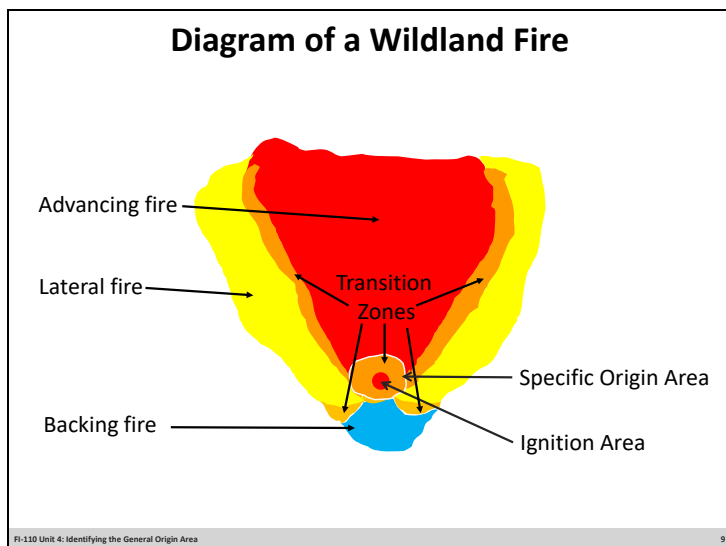 Diagram of a Wildland Fire
Advancing fire
Lateral fire
Transition
Zones
Specific Origin Area
Backing fire
Ignition Area
FI-110 Unit 4: Identifying the General Origin Area
9